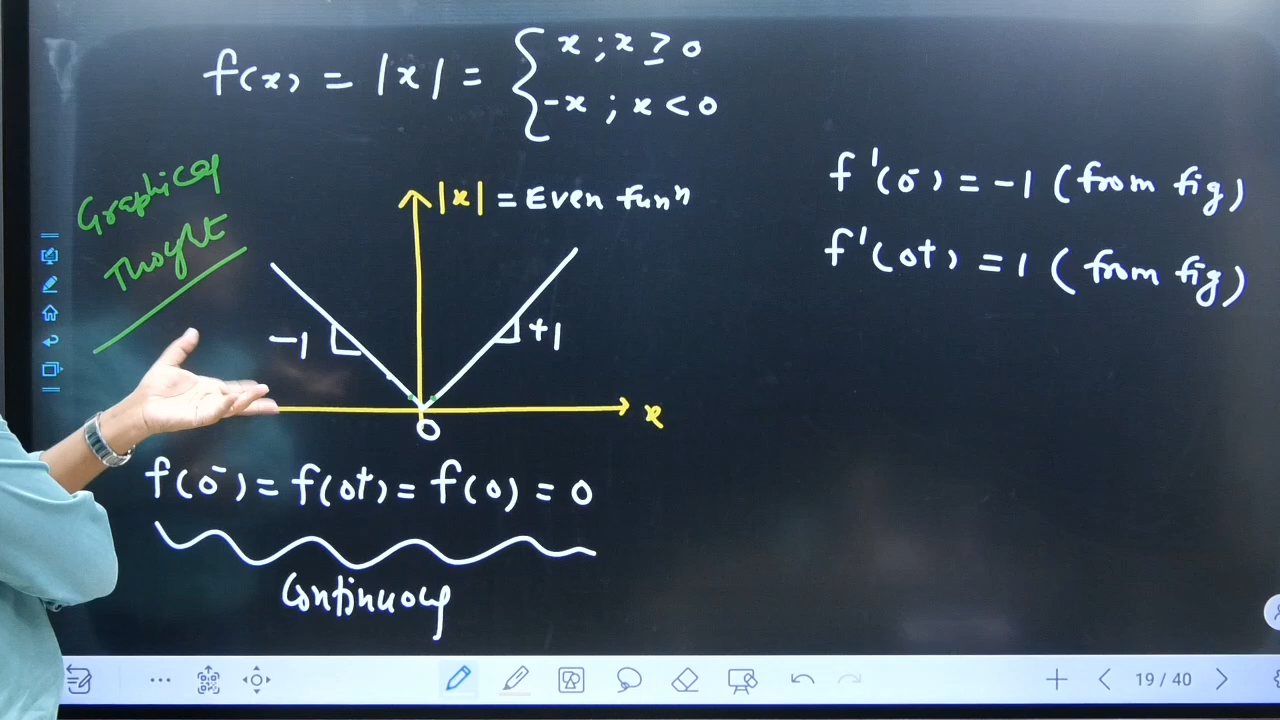 f(x) = |x| = { x ; x ≥ 0
-x ; x < 0
Graphical
Thoght
|x| = Even funⁿ
-1
+1
x
0
f(0⁻) = f(0+) = f(0) = 0
Continuous
f'(0⁻) = -1 (from fig)
f'(0+) = 1 (from fig)
19 / 40